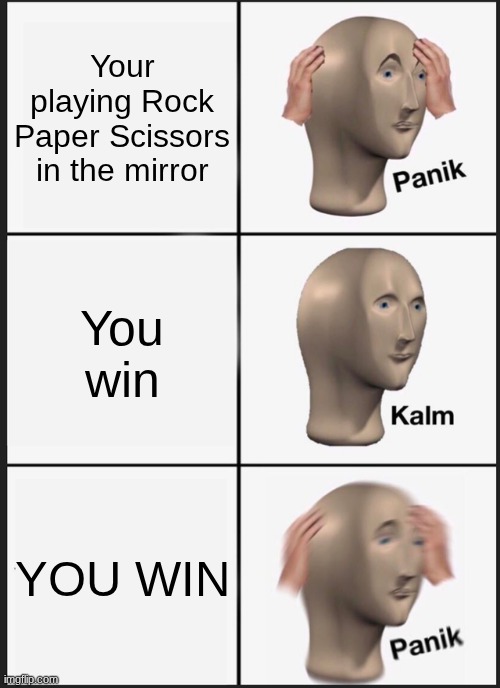 Your
playing Rock
Paper Scissors
in the mirror
Panik
You
win
Kalm
YOU WIN
Panik
imgflip.com